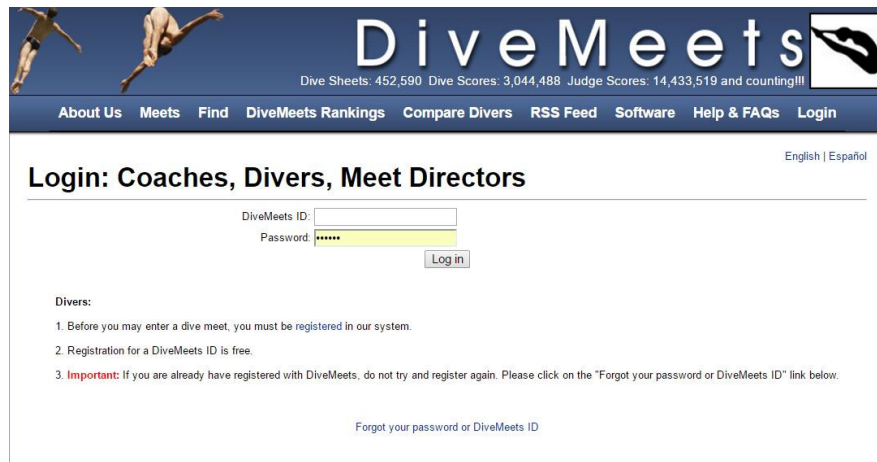 DiveMeets
Dive Sheets: 452,590 Dive Scores: 3,044,488 Judge Scores: 14,433,519 and counting!!!
About Us Meets Find DiveMeets Rankings Compare Divers RSS Feed Software Help & FAQs Login
English | Español
Login: Coaches, Divers, Meet Directors
DiveMeets ID:
Password: ••••••
Log in
Divers:
1. Before you may enter a dive meet, you must be registered in our system.
2. Registration for a DiveMeets ID is free.
3. Important: If you are already have registered with DiveMeets, do not try and register again. Please click on the "Forgot your password or DiveMeets ID" link below.
Forgot your password or DiveMeets ID